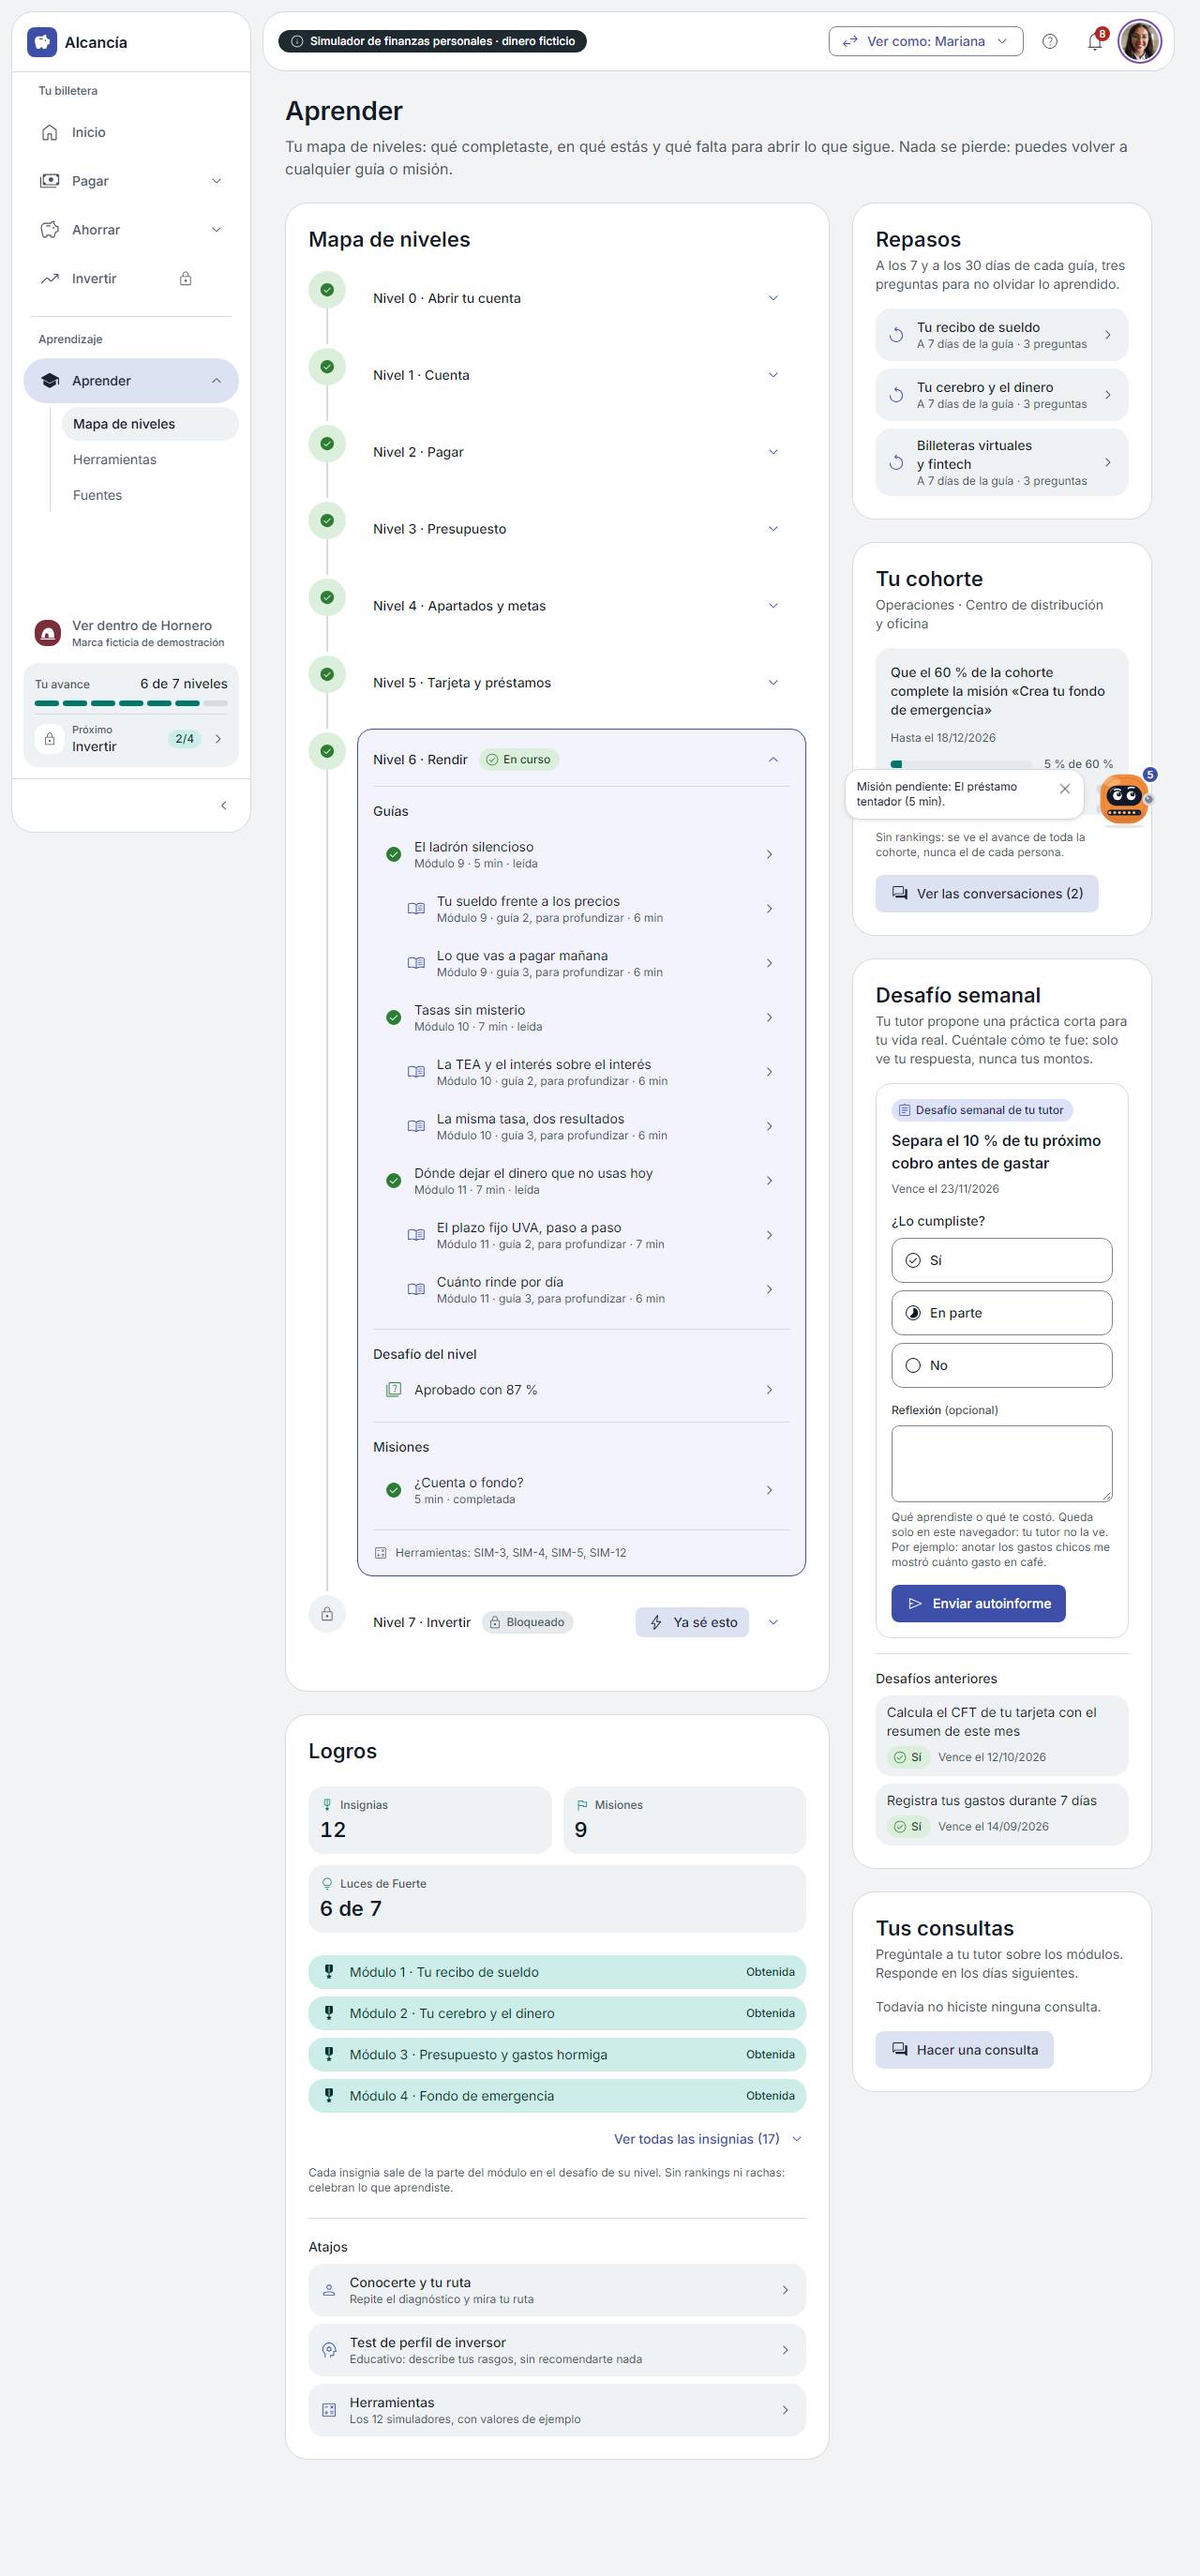 Alcancía
Tu billetera
Inicio
Pagar
Ahorrar
Invertir
Aprendizaje
Aprender
Mapa de niveles
Herramientas
Fuentes
Ver dentro de Hornero
Marca ficticia de demostración
Tu avance
6 de 7 niveles
Próximo
Invertir
2/4
Simulador de finanzas personales · dinero ficticio
Ver como: Mariana
8
Aprender
Tu mapa de niveles: qué completaste, en qué estás y qué falta para abrir lo que sigue. Nada se pierde: puedes volver a
cualquier guía o misión.
Mapa de niveles
Nivel 0 · Abrir tu cuenta
Nivel 1 · Cuenta
Nivel 2 · Pagar
Nivel 3 · Presupuesto
Nivel 4 · Apartados y metas
Nivel 5 · Tarjeta y préstamos
Nivel 6 · Rendir
En curso
Guías
El ladrón silencioso
Módulo 9 · 5 min · leída
Tu sueldo frente a los precios
Módulo 9 · guía 2, para profundizar · 6 min
Lo que vas a pagar mañana
Módulo 9 · guía 3, para profundizar · 6 min
Tasas sin misterio
Módulo 10 · 7 min · leída
La TEA y el interés sobre el interés
Módulo 10 · guía 2, para profundizar · 6 min
La misma tasa, dos resultados
Módulo 10 · guía 3, para profundizar · 6 min
Dónde dejar el dinero que no usas hoy
Módulo 11 · 7 min · leída
El plazo fijo UVA, paso a paso
Módulo 11 · guía 2, para profundizar · 7 min
Cuánto rinde por día
Módulo 11 · guía 3, para profundizar · 6 min
Desafío del nivel
Aprobado con 87 %
Misiones
¿Cuenta o fondo?
5 min · completada
Herramientas: SIM-3, SIM-4, SIM-5, SIM-12
Nivel 7 · Invertir
Bloqueado
Ya sé esto
Logros
Insignias
12
Misiones
9
Luces de Fuerte
6 de 7
Módulo 1 · Tu recibo de sueldo
Obtenida
Módulo 2 · Tu cerebro y el dinero
Obtenida
Módulo 3 · Presupuesto y gastos hormiga
Obtenida
Módulo 4 · Fondo de emergencia
Obtenida
Ver todas las insignias (17)
Cada insignia sale de la parte del módulo en el desafío de su nivel. Sin rankings ni rachas:
celebran lo que aprendiste.
Atajos
Conocerte y tu ruta
Repite el diagnóstico y mira tu ruta
Test de perfil de inversor
Educativo: describe tus rasgos, sin recomendarte nada
Herramientas
Los 12 simuladores, con valores de ejemplo
Repasos
A los 7 y a los 30 días de cada guía, tres
preguntas para no olvidar lo aprendido.
Tu recibo de sueldo
A 7 días de la guía · 3 preguntas
Tu cerebro y el dinero
A 7 días de la guía · 3 preguntas
Billeteras virtuales
y fintech
A 7 días de la guía · 3 preguntas
Tu cohorte
Operaciones · Centro de distribución
y oficina
Que el 60 % de la cohorte
complete la misión «Crea tu fondo
de emergencia»
Hasta el 18/12/2026
5 % de 60 %
Misión pendiente: El préstamo
tentador (5 min).
5
Sin rankings: se ve el avance de toda la
cohorte, nunca el de cada persona.
Ver las conversaciones (2)
Desafío semanal
Tu tutor propone una práctica corta para
tu vida real. Cuéntale cómo te fue: solo
ve tu respuesta, nunca tus montos.
Desafío semanal de tu tutor
Separa el 10 % de tu próximo
cobro antes de gastar
Vence el 23/11/2026
¿Lo cumpliste?
Sí
En parte
No
Reflexión (opcional)
Qué aprendiste o qué te costó. Queda
solo en este navegador: tu tutor no la ve.
Por ejemplo: anotar los gastos chicos me
mostró cuánto gasto en café.
Enviar autoinforme
Desafíos anteriores
Calcula el CFT de tu tarjeta con el
resumen de este mes
Sí
Vence el 12/10/2026
Registra tus gastos durante 7 días
Sí
Vence el 14/09/2026
Tus consultas
Pregúntale a tu tutor sobre los módulos.
Responde en los días siguientes.
Todavía no hiciste ninguna consulta.
Hacer una consulta